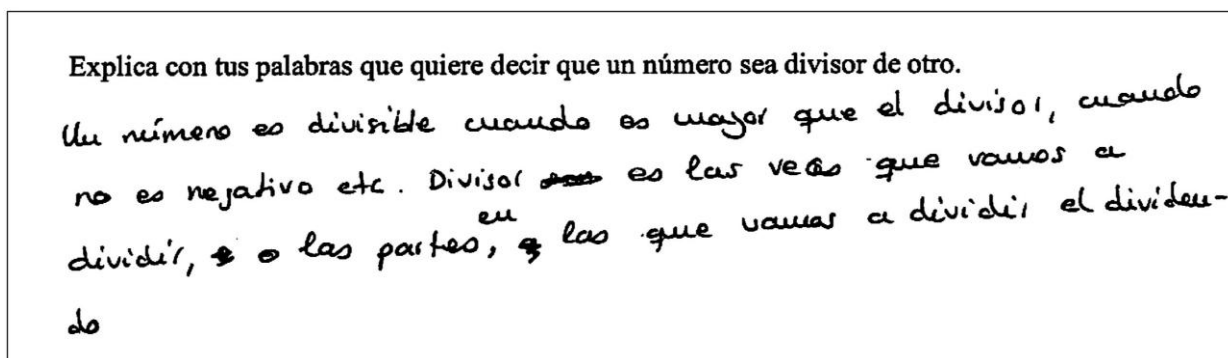 Explica con tus palabras que quiere decir que un número sea divisor de otro.
Un número es divisible cuando es mayor que el divisor, cuando
no es negativo etc. Divisor es las veces que vamos a
dividir, o las partes, en las que vamos a dividir el dividen-
do